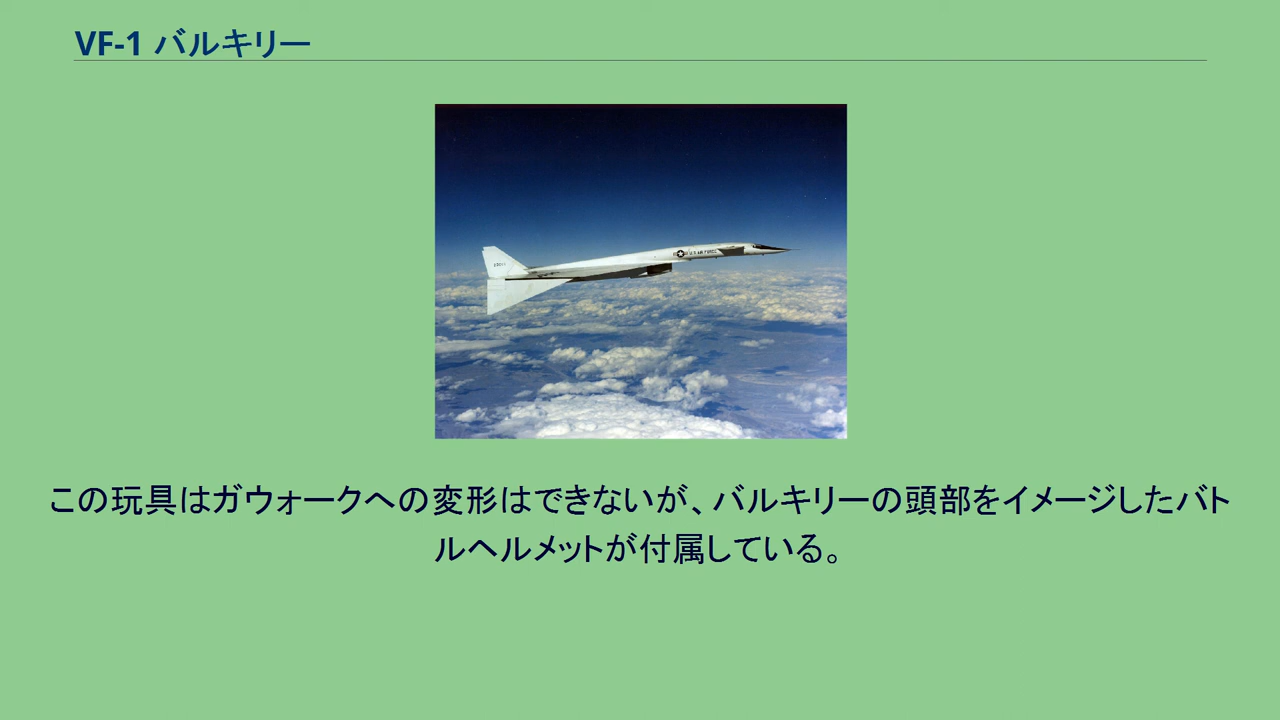 VF-1 バルキリー
U.S. AIR FORCE
この玩具はガウォークへの変形はできないが、バルキリーの頭部をイメージしたバト
ルヘルメットが付属している。